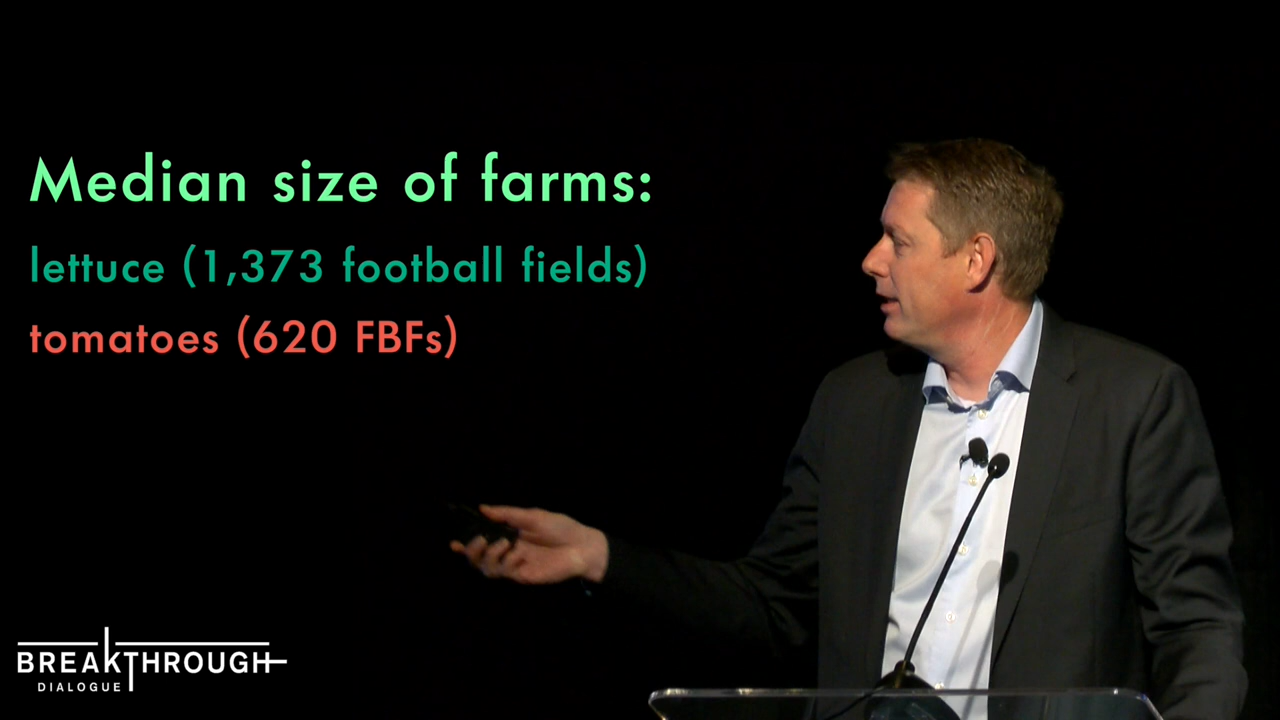 Median size of farms:
lettuce (1,373 football fields)
tomatoes (620 FBFs)
BREAKTHROUGH
DIALOGUE